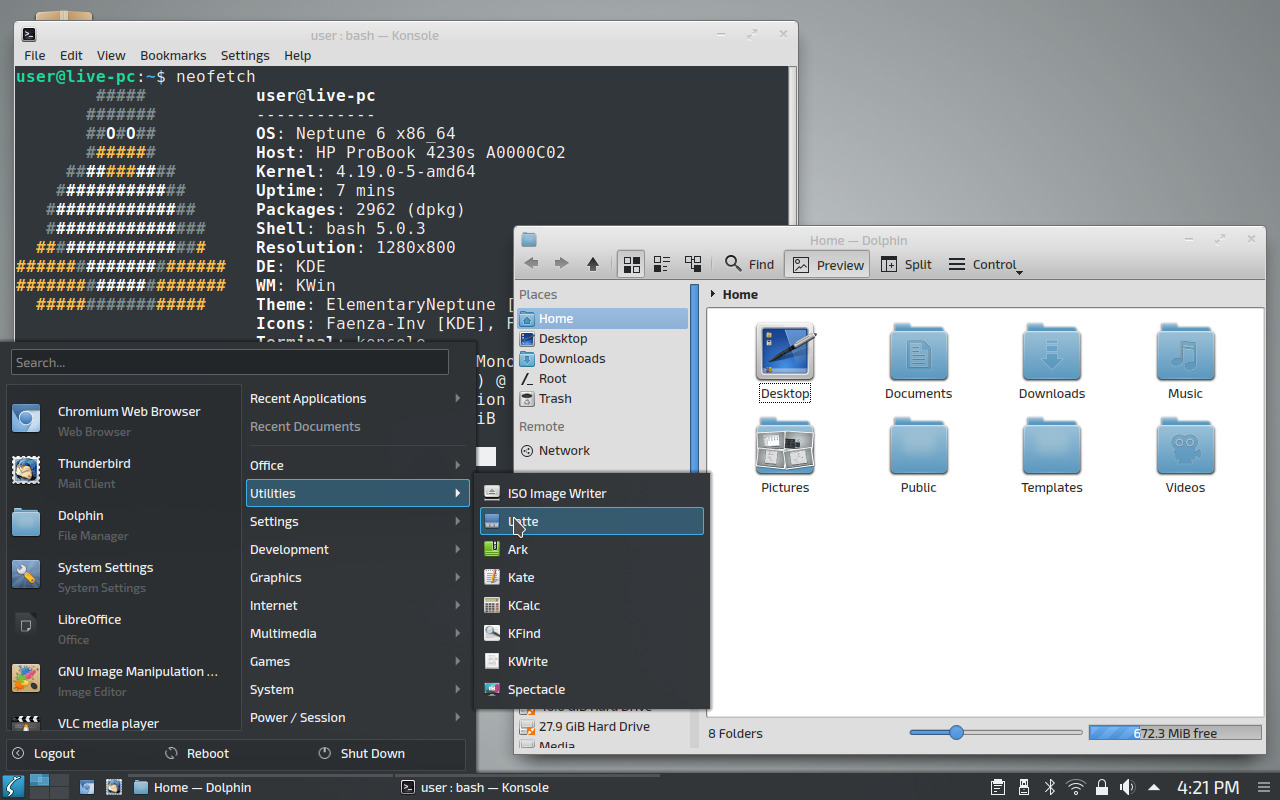 user : bash — Konsole
File Edit View Bookmarks Settings Help
user@live-pc:~$ neofetch
#####
#######
##O#O##
#######
###########
#############
###############
################
#################
#####################
#####################
#################
user@live-pc
------------
OS: Neptune 6 x86_64
Host: HP ProBook 4230s A0000C02
Kernel: 4.19.0-5-amd64
Uptime: 7 mins
Packages: 2962 (dpkg)
Shell: bash 5.0.3
Resolution: 1280x800
DE: KDE
WM: KWin
Theme: ElementaryNeptune [
Icons: Faenza-Inv [KDE], F
Terminal: konsole
Mono
) @
ion
iB
Home — Dolphin
Find Preview Split Control
Places
Home
Desktop
Downloads
Root
Trash
Remote
Network
27.9 GiB Hard Drive
Media
Home
Desktop Documents Downloads Music
Pictures Public Templates Videos
8 Folders
672.3 MiB free
Search...
Chromium Web Browser
Web Browser
Thunderbird
Mail Client
Dolphin
File Manager
System Settings
System Settings
LibreOffice
Office
GNU Image Manipulation ...
Image Editor
VLC media player
Recent Applications
Recent Documents
Office
Utilities
Settings
Development
Graphics
Internet
Multimedia
Games
System
Power / Session
ISO Image Writer
Latte
Ark
Kate
KCalc
KFind
KWrite
Spectacle
Logout Reboot Shut Down
Home — Dolphin
user : bash — Konsole
4:21 PM